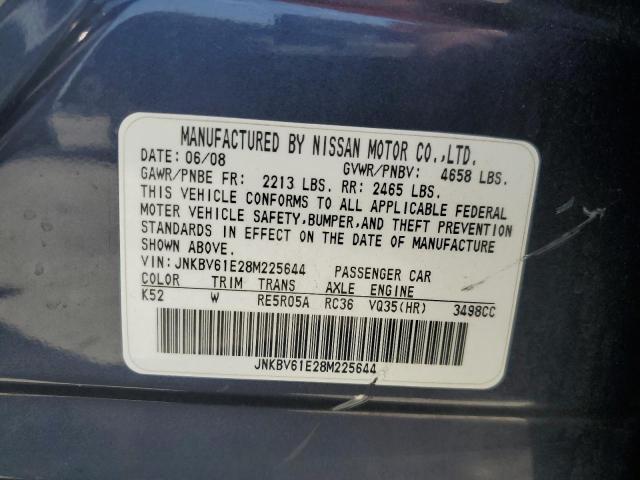 MANUFACTURED BY NISSAN MOTOR CO.,LTD.
DATE: 06/08 GVWR/PNBV: 4658 LBS.
GAWR/PNBE FR: 2213 LBS. RR: 2465 LBS.
THIS VEHICLE CONFORMS TO ALL APPLICABLE FEDERAL
MOTOR VEHICLE SAFETY,BUMPER,AND THEFT PREVENTION
STANDARDS IN EFFECT ON THE DATE OF MANUFACTURE
SHOWN ABOVE.
VIN: JNKBV61E28M225644 PASSENGER CAR
COLOR TRIM TRANS AXLE ENGINE
K52 W RE5R05A RC36 VQ35(HR) 3498CC
JNKBV61E28M225644